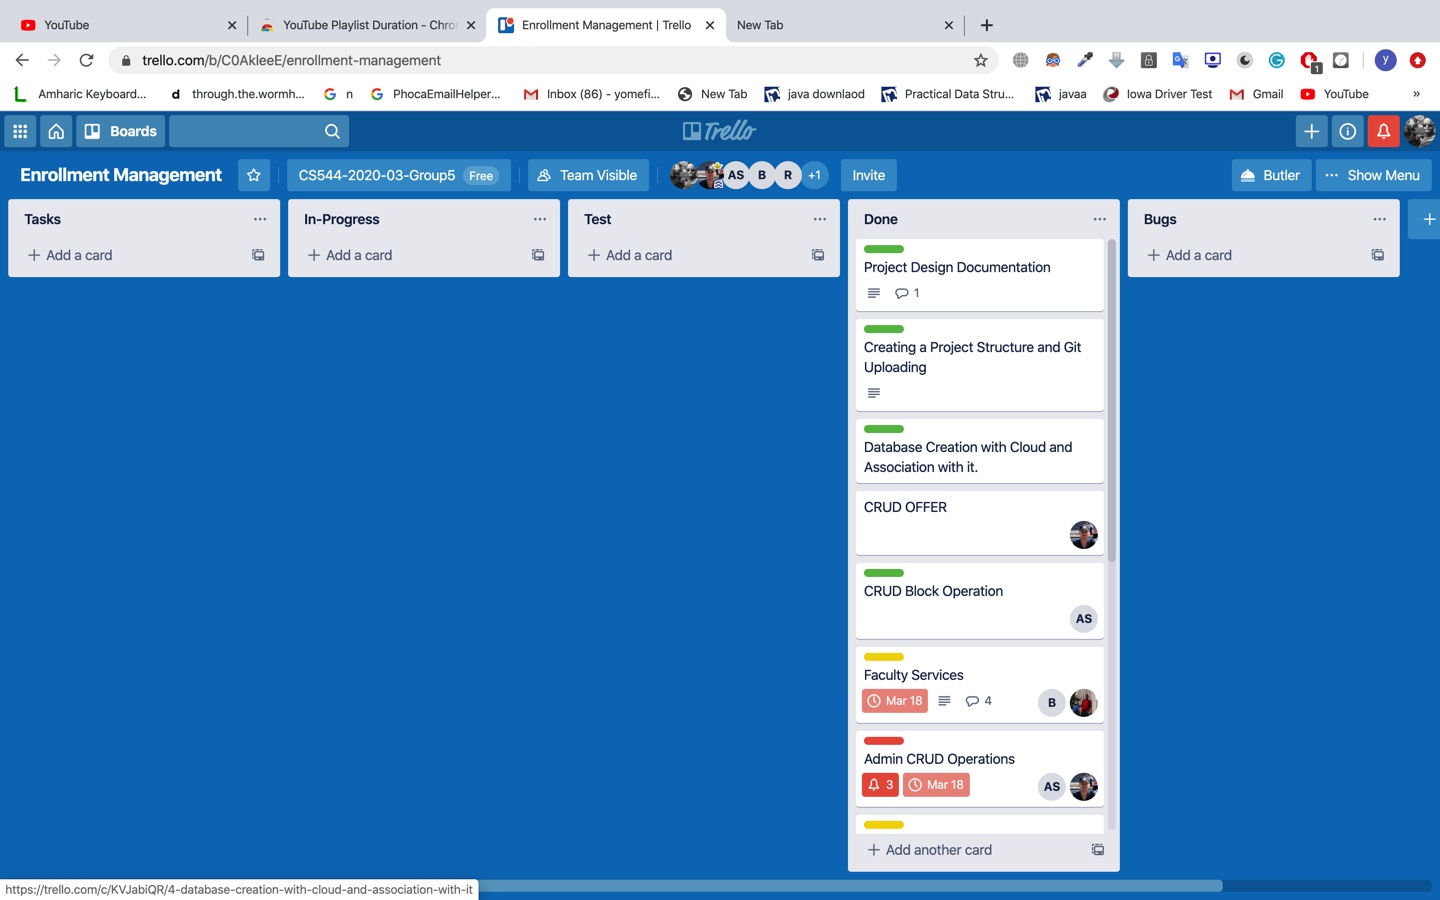 YouTube
YouTube Playlist Duration - Chro
Enrollment Management | Trello
New Tab
trello.com/b/C0AkleeE/enrollment-management
1
y
L Amharic Keyboard...
d through.the.wormh...
G n
G PhocaEmailHelper...
M Inbox (86) - yomefi...
New Tab
java downlaod
Practical Data Stru...
javaa
Iowa Driver Test
Gmail
YouTube
»
Boards
Trello
Enrollment Management
CS544-2020-03-Group5 Free
Team Visible
AS
B
R
+1
Invite
Butler
Show Menu
Tasks
+ Add a card
In-Progress
+ Add a card
Test
+ Add a card
Done
Project Design Documentation
1
Creating a Project Structure and Git
Uploading
Database Creation with Cloud and
Association with it.
CRUD OFFER
CRUD Block Operation
AS
Faculty Services
Mar 18
4
B
Admin CRUD Operations
3
Mar 18
AS
+ Add another card
Bugs
+ Add a card
https://trello.com/c/KVJabiQR/4-database-creation-with-cloud-and-association-with-it